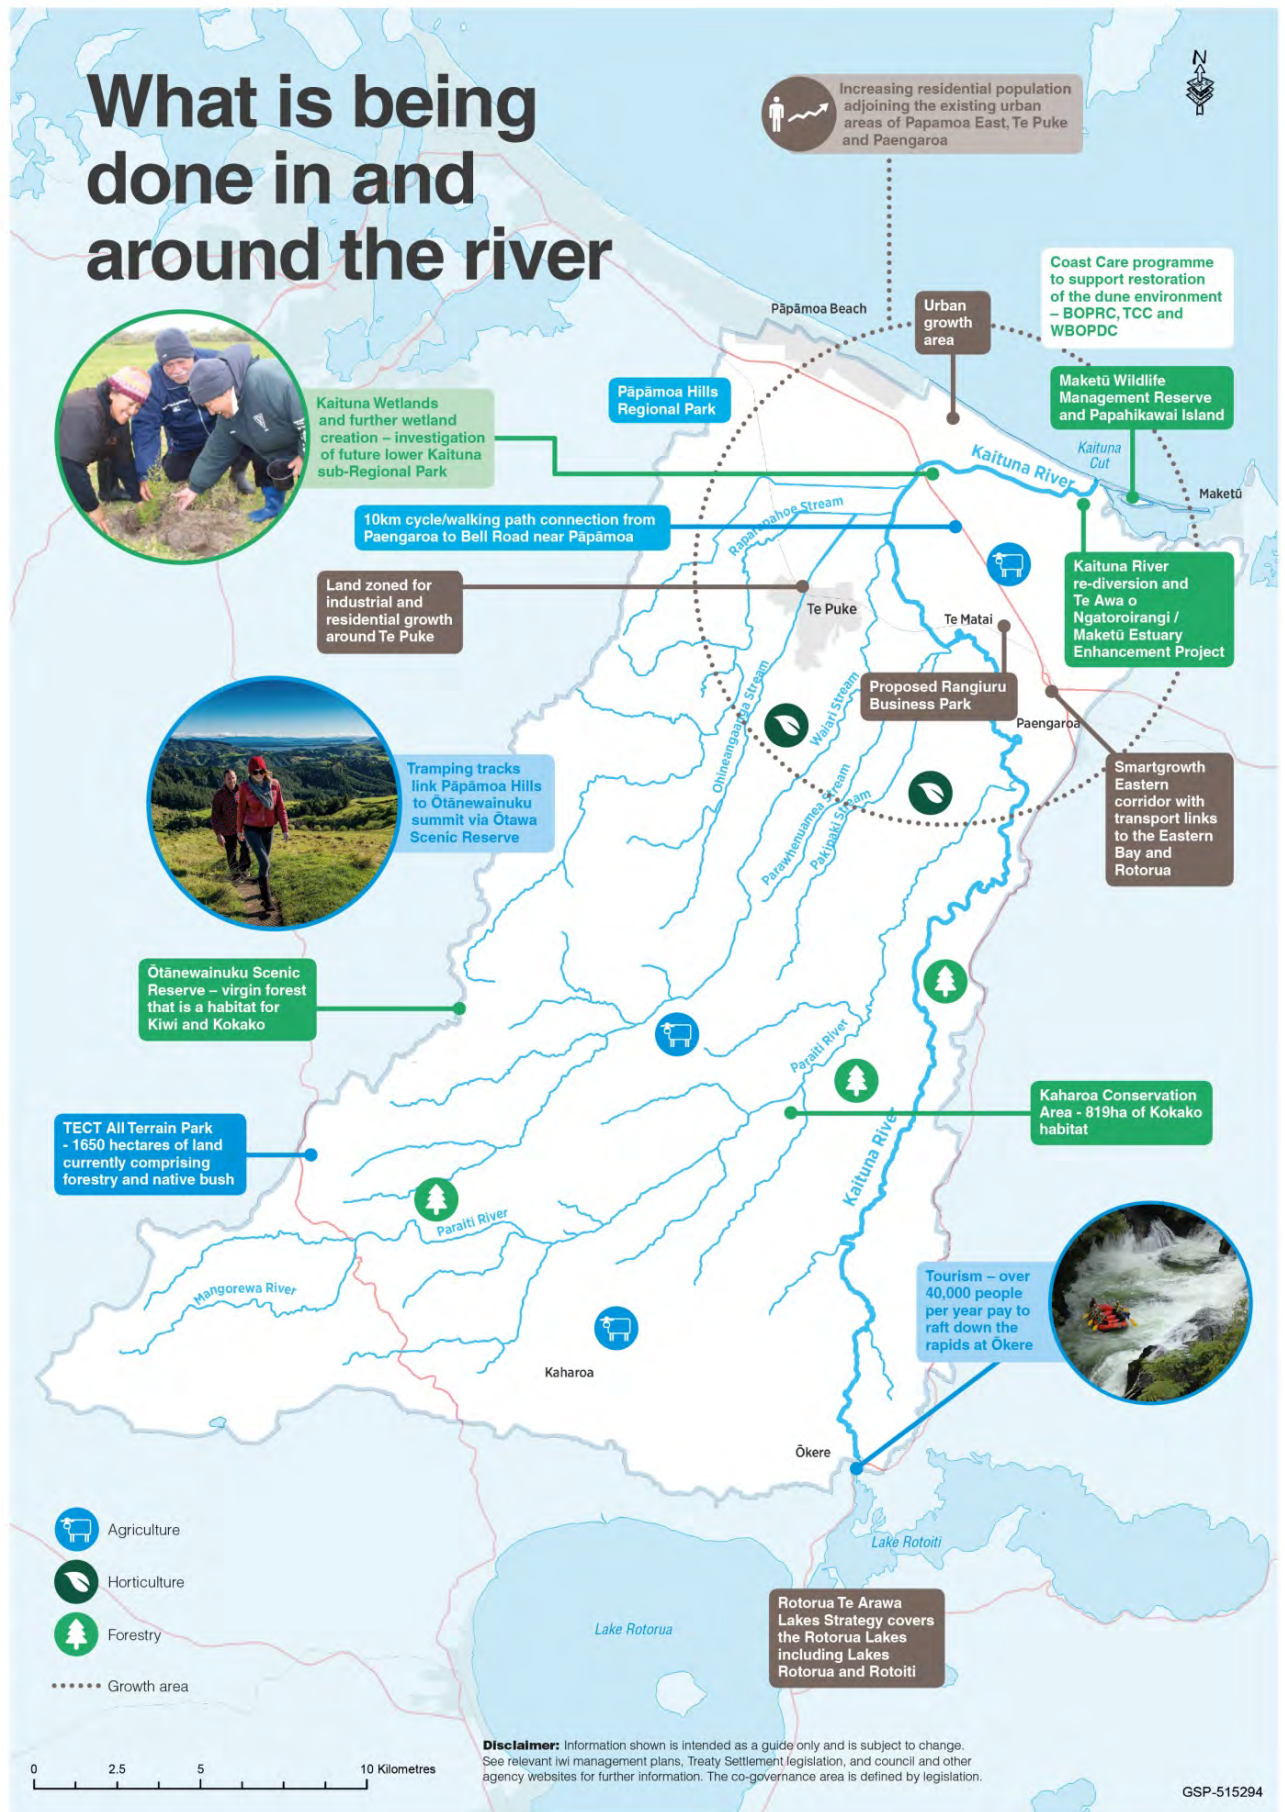 What is being
done in and
around the river
N
Increasing residential population
adjoining the existing urban
areas of Papamoa East, Te Puke
and Paengaroa
Coast Care programme
to support restoration
of the dune environment
– BOPRC, TCC and
WBOPDC
Pāpāmoa Beach
Urban
growth
area
Pāpāmoa Hills
Regional Park
Maketū Wildlife
Management Reserve
and Papahikawai Island
Kaituna Wetlands
and further wetland
creation – investigation
of future lower Kaituna
sub-Regional Park
Kaituna River
Kaituna
Cut
Maketū
10km cycle/walking path connection from
Paengaroa to Bell Road near Pāpāmoa
Raparapahoe Stream
Land zoned for
industrial and
residential growth
around Te Puke
Te Puke
Te Matai
Kaituna River
re-diversion and
Te Awa o
Ngatoroirangi /
Maketū Estuary
Enhancement Project
Proposed Rangiuru
Business Park
Paengaroa
Ohineangaanga Stream
Waiari Stream
Parawhenuamea Stream
Pakipaki Stream
Smartgrowth
Eastern
corridor with
transport links
to the Eastern
Bay and
Rotorua
Tramping tracks
link Pāpāmoa Hills
to Ōtānewainuku
summit via Ōtawa
Scenic Reserve
Ōtānewainuku Scenic
Reserve – virgin forest
that is a habitat for
Kiwi and Kokako
Paraiti River
Kaharoa Conservation
Area - 819ha of Kokako
habitat
TECT All Terrain Park
- 1650 hectares of land
currently comprising
forestry and native bush
Kaituna River
Paraiti River
Mangorewa River
Tourism – over
40,000 people
per year pay to
raft down the
rapids at Ōkere
Kaharoa
Ōkere
Agriculture
Horticulture
Forestry
Growth area
Lake Rotoiti
Lake Rotorua
Rotorua Te Arawa
Lakes Strategy covers
the Rotorua Lakes
including Lakes
Rotorua and Rotoiti
0 2.5 5 10 Kilometres
Disclaimer: Information shown is intended as a guide only and is subject to change.
See relevant iwi management plans, Treaty Settlement legislation, and council and other
agency websites for further information. The co-governance area is defined by legislation.
GSP-515294